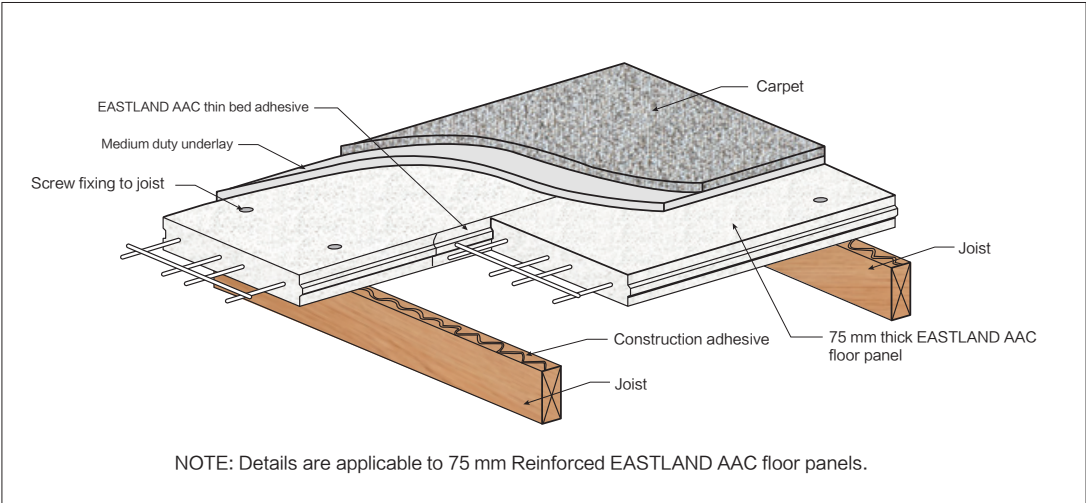 Carpet
EASTLAND AAC thin bed adhesive
Medium duty underlay
Screw fixing to joist
Joist
Construction adhesive
75 mm thick EASTLAND AAC
floor panel
Joist
NOTE: Details are applicable to 75 mm Reinforced EASTLAND AAC floor panels.